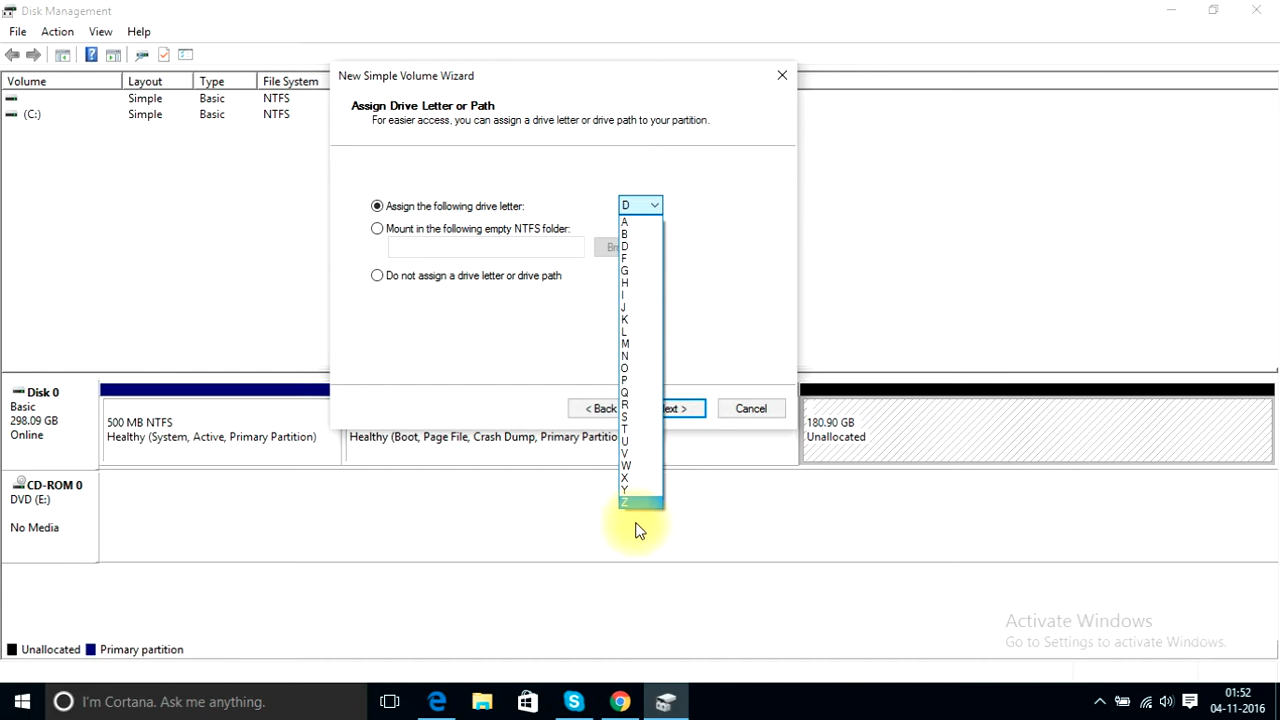 Disk Management
File Action View Help
Volume Layout Type File System
Simple Basic NTFS
(C:) Simple Basic NTFS
New Simple Volume Wizard
Assign Drive Letter or Path
For easier access, you can assign a drive letter or drive path to your partition.
Assign the following drive letter:
D
Mount in the following empty NTFS folder:
Do not assign a drive letter or drive path
A
B
D
F
G
H
I
J
K
L
M
N
O
P
Q
R
S
T
U
V
W
X
Y
Z
< Back
Cancel
Disk 0
Basic
298.09 GB
Online
500 MB NTFS
Healthy (System, Active, Primary Partition)
Healthy (Boot, Page File, Crash Dump, Primary
180.90 GB
Unallocated
CD-ROM 0
DVD (E:)
No Media
Activate Windows
Go to Settings to activate Windows.
Unallocated Primary partition
I'm Cortana. Ask me anything.
01:52
04-11-2016